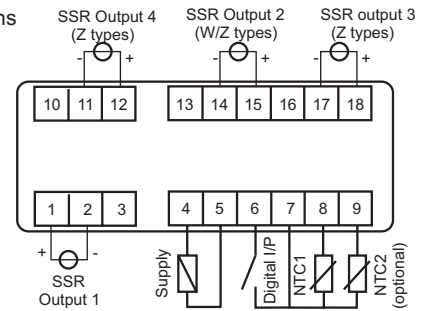 ns
SSR Output 4
(Z types)
SSR Output 2
(W/Z types)
SSR output 3
(Z types)
- +
- +
- +
10 11 12
13 14 15 16 17 18
1 2 3
4 5 6 7 8 9
+ -
SSR
Output 1
Supply
Digital I/P
NTC1
NTC2
(optional)